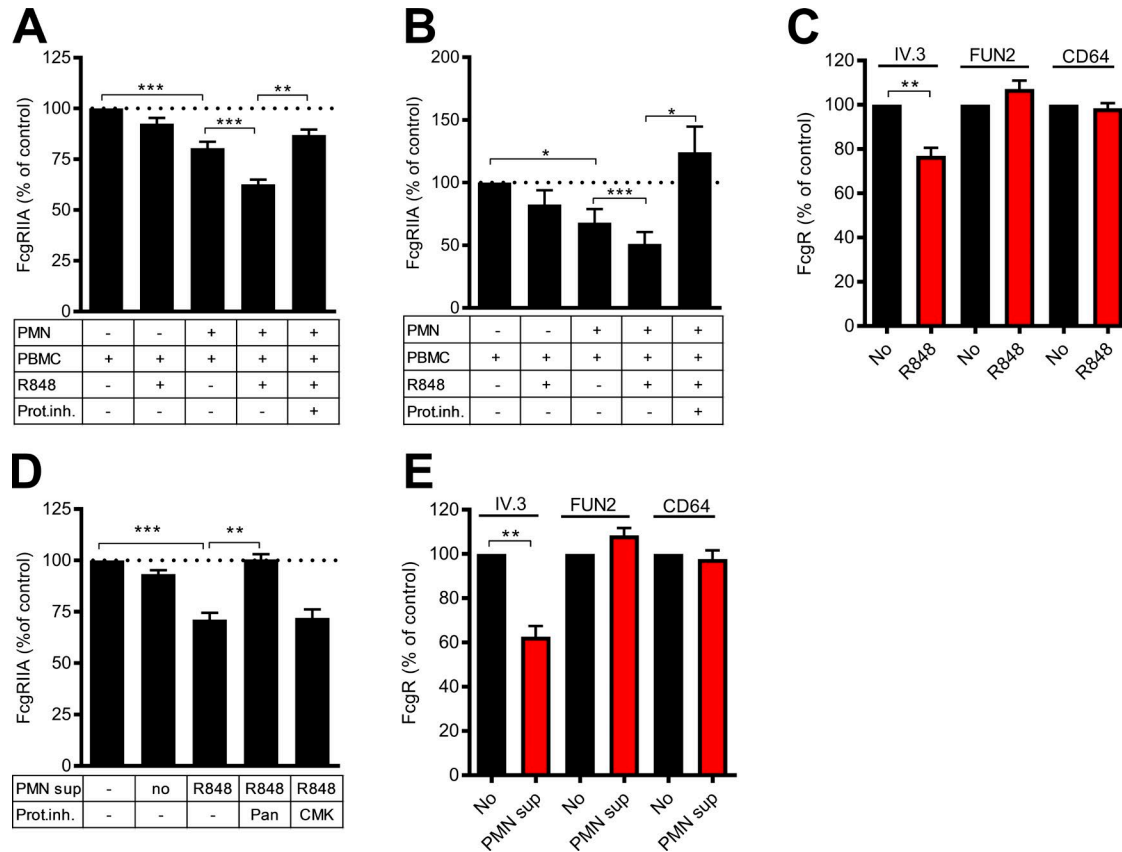 A
FcgRIIA (% of control)
125
100
75
50
25
0
***
***
**
PMN - - + + +
PBMC + + + + +
R848 - + - + +
Prot.inh. - - - - +
B
FcgRIIA (% of control)
200
150
100
50
0
*
***
*
PMN - - + + +
PBMC + + + + +
R848 - + - + +
Prot.inh. - - - - +
C
FcgR (% of control)
120
100
80
60
40
20
0
IV.3 FUN2 CD64
**
No R848 No R848 No R848
D
FcgRIIA (%of control)
125
100
75
50
25
0
***
**
PMN sup - no R848 R848 R848
Prot.inh. - - - Pan CMK
E
FcgR (% of control)
120
100
80
60
40
20
0
IV.3 FUN2 CD64
**
No PMN sup No PMN sup No PMN sup